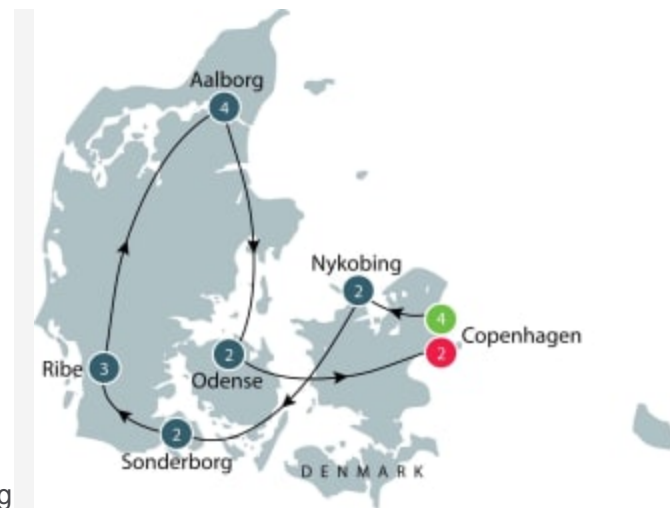 Aalborg
4
Nykobing
2
4
Copenhagen
2
Ribe
3
2
Odense
2
Sonderborg
DENMARK
g